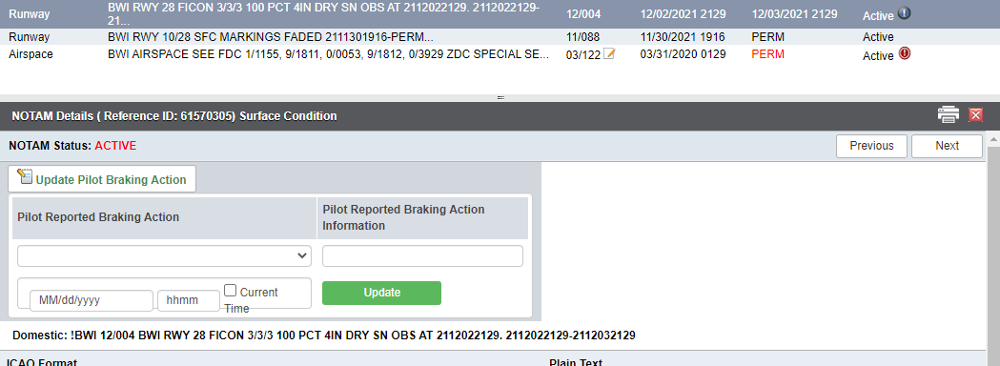 Runway BWI RWY 28 FICON 3/3/3 100 PCT 4IN DRY SN OBS AT 2112022129. 2112022129-
21... 12/004 12/02/2021 2129 12/03/2021 2129 Active
Runway BWI RWY 10/28 SFC MARKINGS FADED 2111301916-PERM... 11/088 11/30/2021 1916 PERM Active
Airspace BWI AIRSPACE SEE FDC 1/1155, 9/1811, 0/0053, 9/1812, 0/3929 ZDC SPECIAL SE... 03/122 03/31/2020 0129 PERM Active
NOTAM Details ( Reference ID: 61570305) Surface Condition
NOTAM Status: ACTIVE
Previous Next
Update Pilot Braking Action
Pilot Reported Braking Action
Pilot Reported Braking Action
Information
MM/dd/yyyy hhmm Current
Time
Update
Domestic: !BWI 12/004 BWI RWY 28 FICON 3/3/3 100 PCT 4IN DRY SN OBS AT 2112022129. 2112022129-2112032129
ICAO Format Plain Text